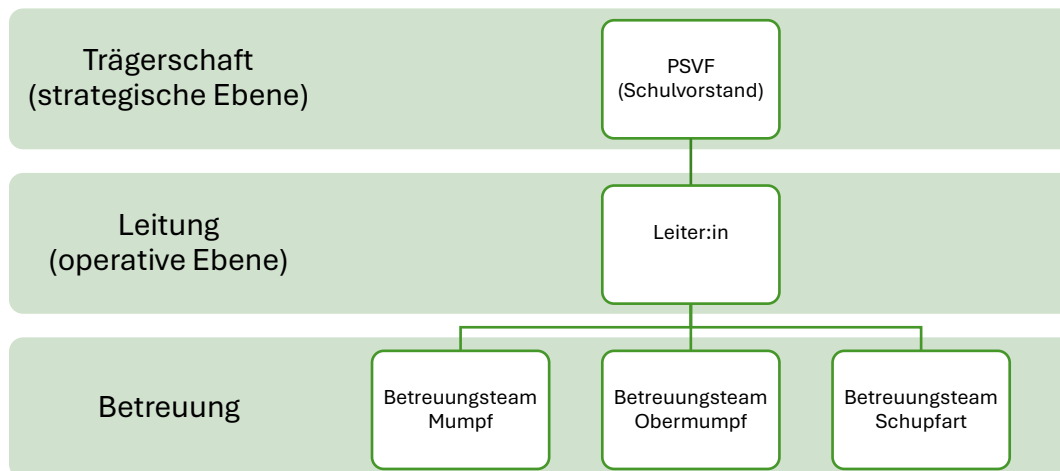 Trägerschaft
(strategische Ebene)
PSVF
(Schulvorstand)
Leitung
(operative Ebene)
Leiter:in
Betreuung
Betreuungsteam
Mumpf
Betreuungsteam
Obermumpf
Betreuungsteam
Schupfart